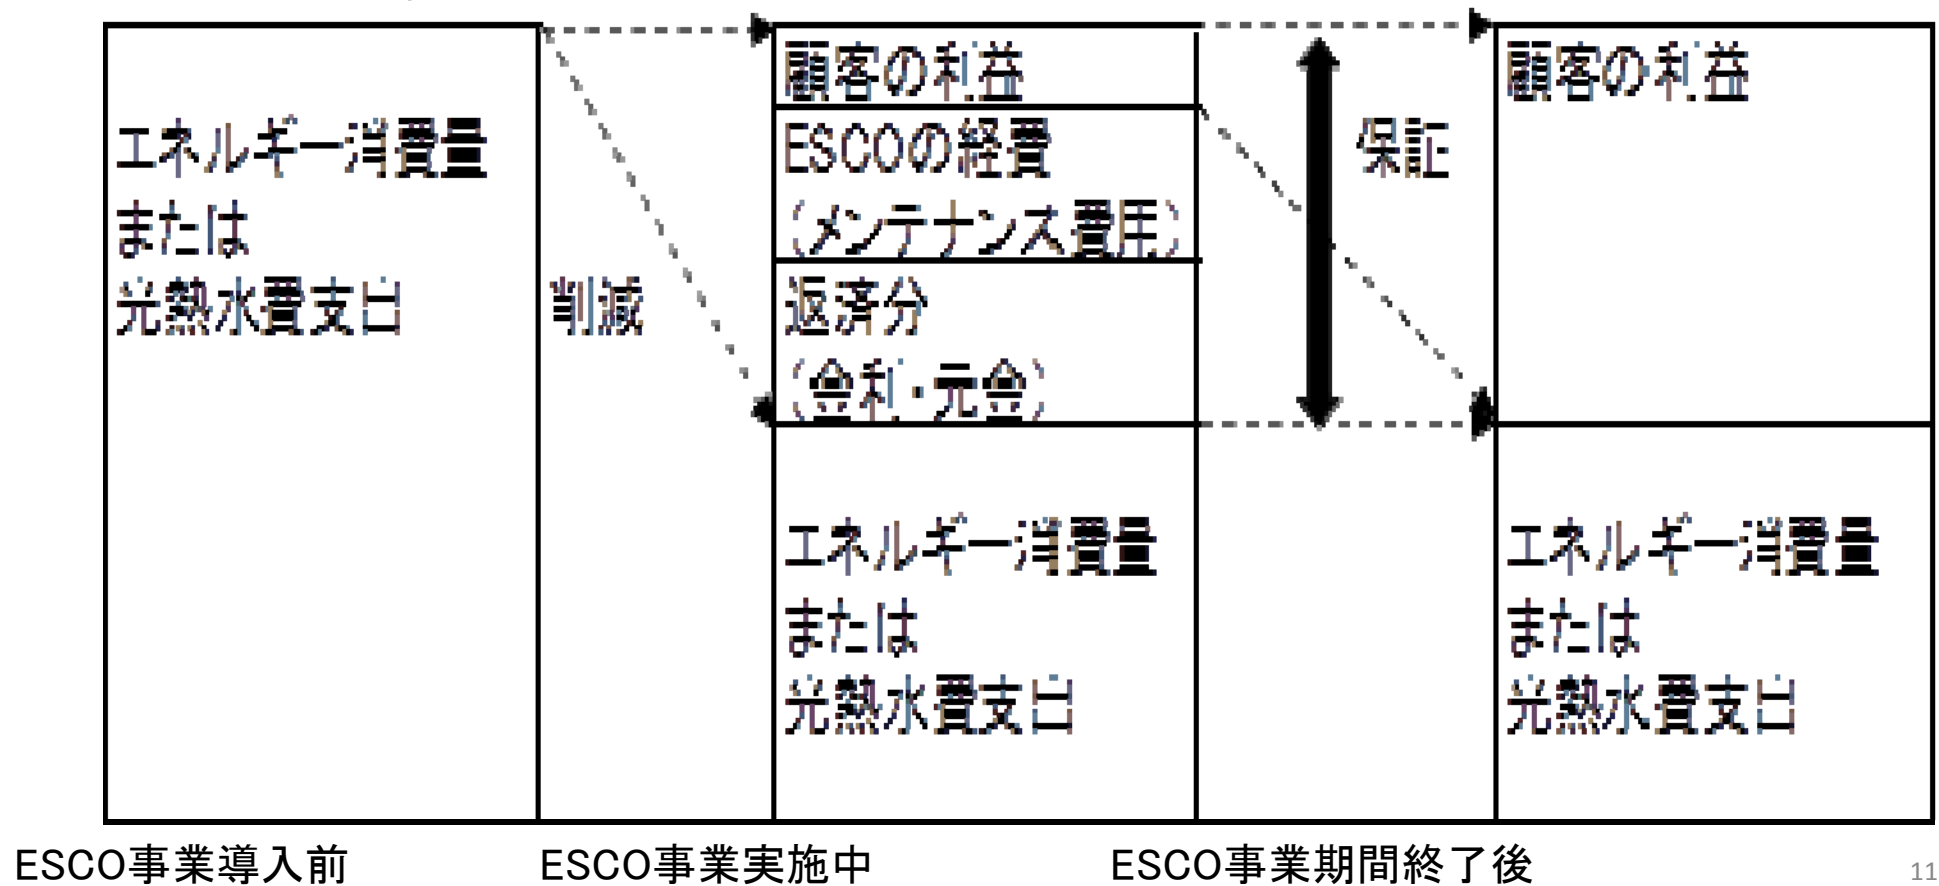 エネルギー消費量
または
光熱水費支出
削減
顧客の利益
ESCOの経費
(メンテナンス費用)
返済分
(金利・元金)
エネルギー消費量
または
光熱水費支出
保証
顧客の利益
エネルギー消費量
または
光熱水費支出
ESCO事業導入前
ESCO事業実施中
ESCO事業期間終了後
11